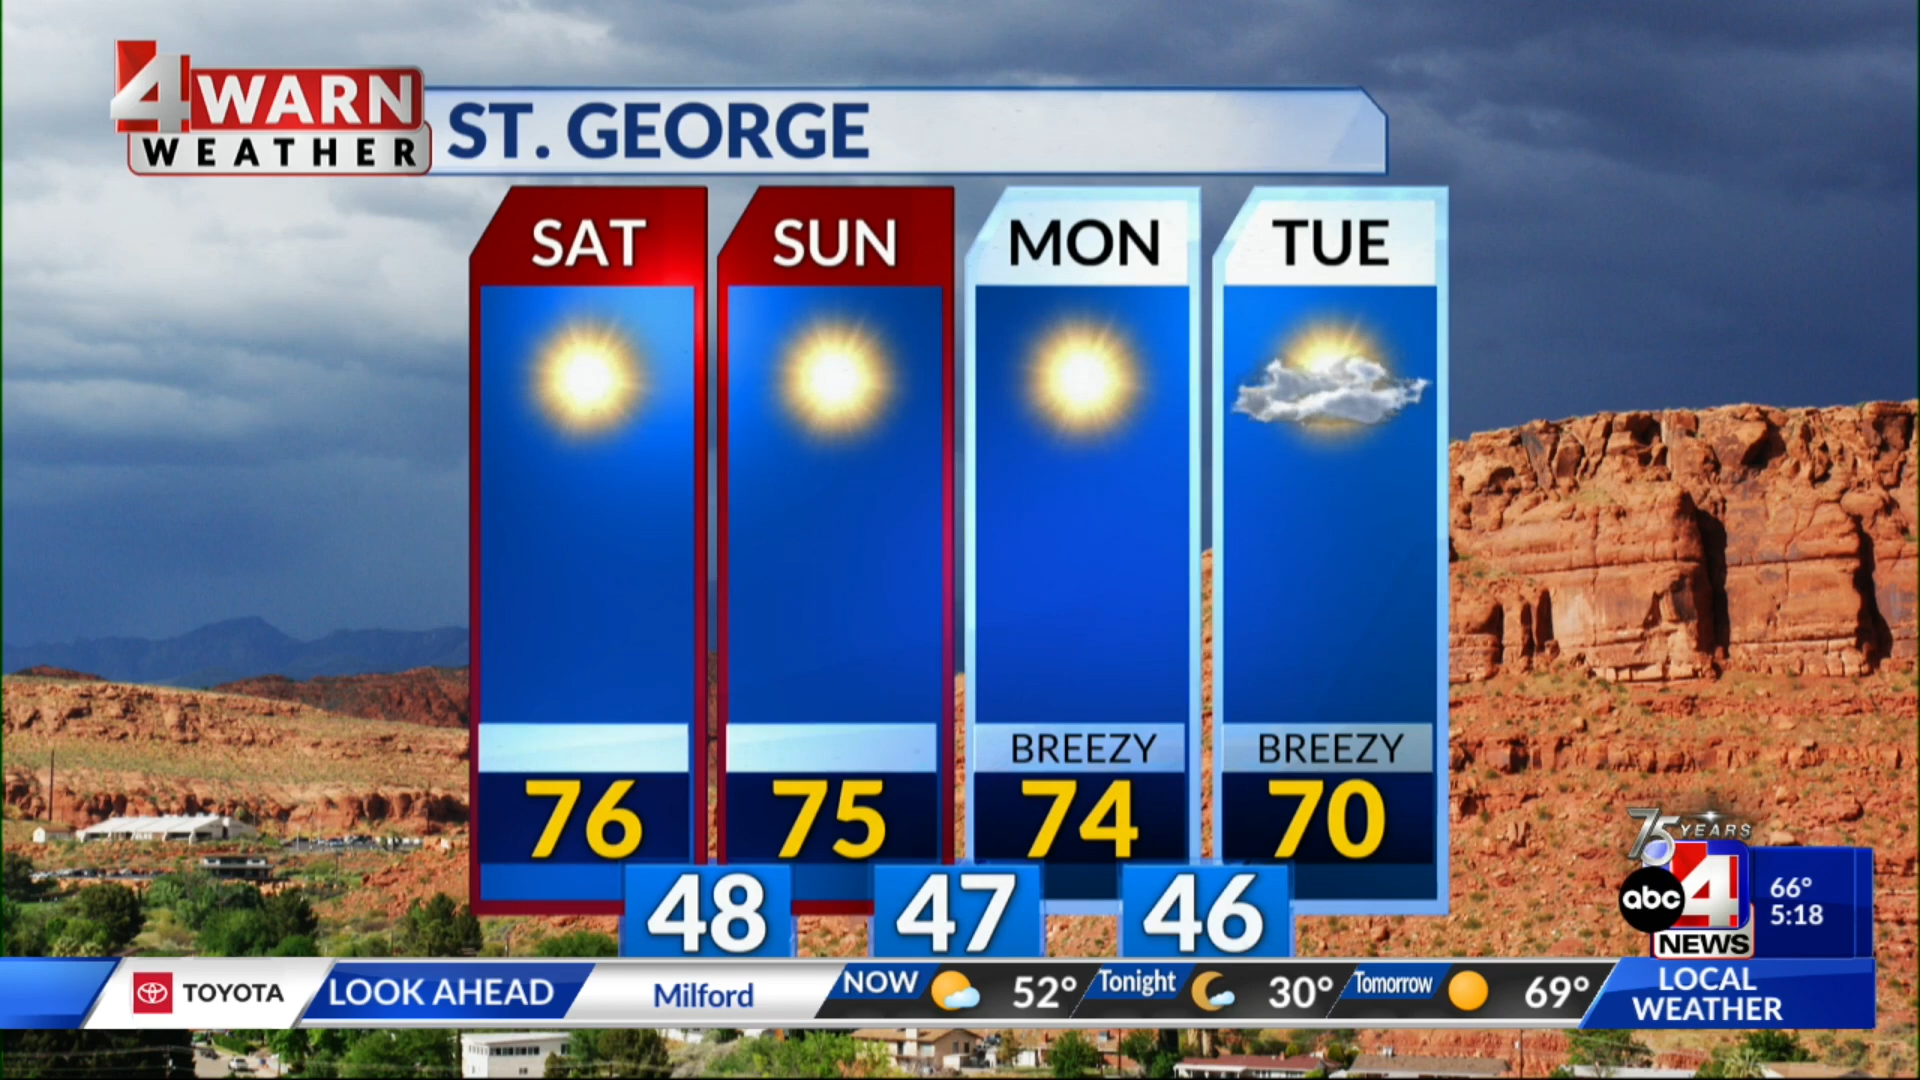 4 WARN
WEATHER
ST. GEORGE
SAT
SUN
MON
TUE
BREEZY
BREEZY
76
75
74
70
48
47
46
75 YEARS
abc 4
NEWS
66°
5:18
TOYOTA
LOOK AHEAD
Milford
NOW
52°
Tonight
30°
Tomorrow
69°
LOCAL
WEATHER